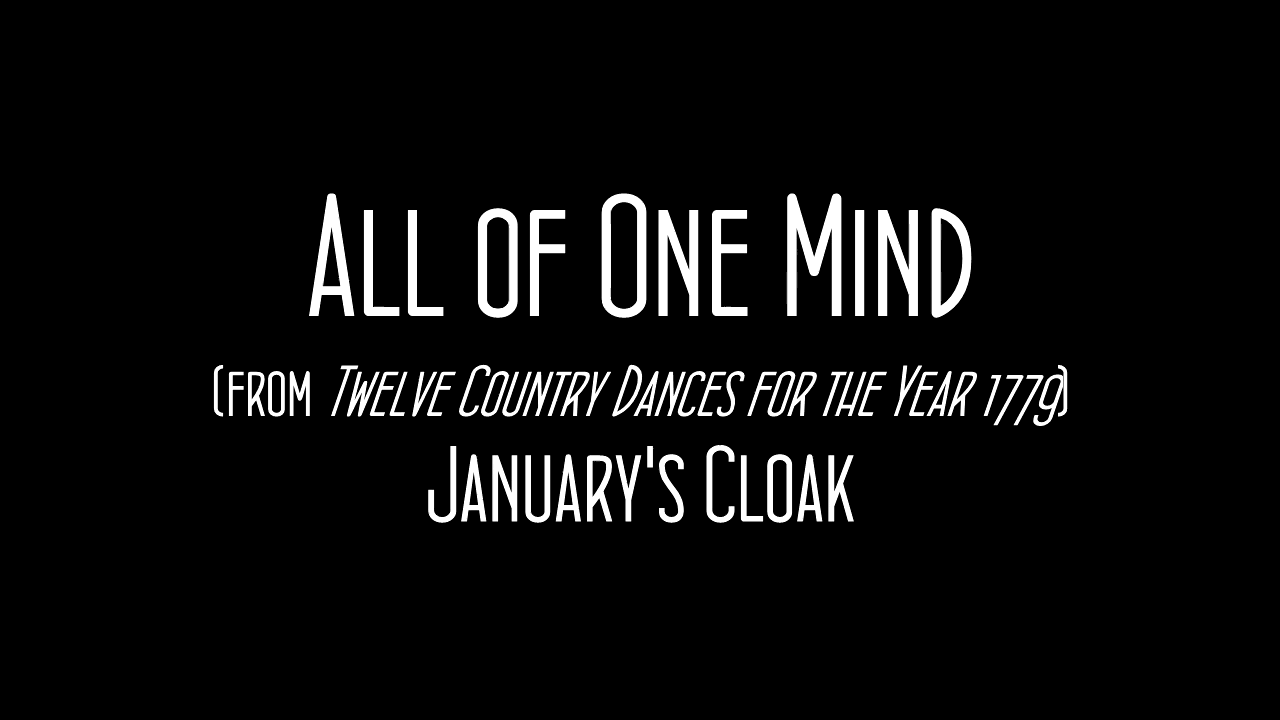 All of One Mind
(from Twelve Country Dances for the Year 1779)
January's Cloak